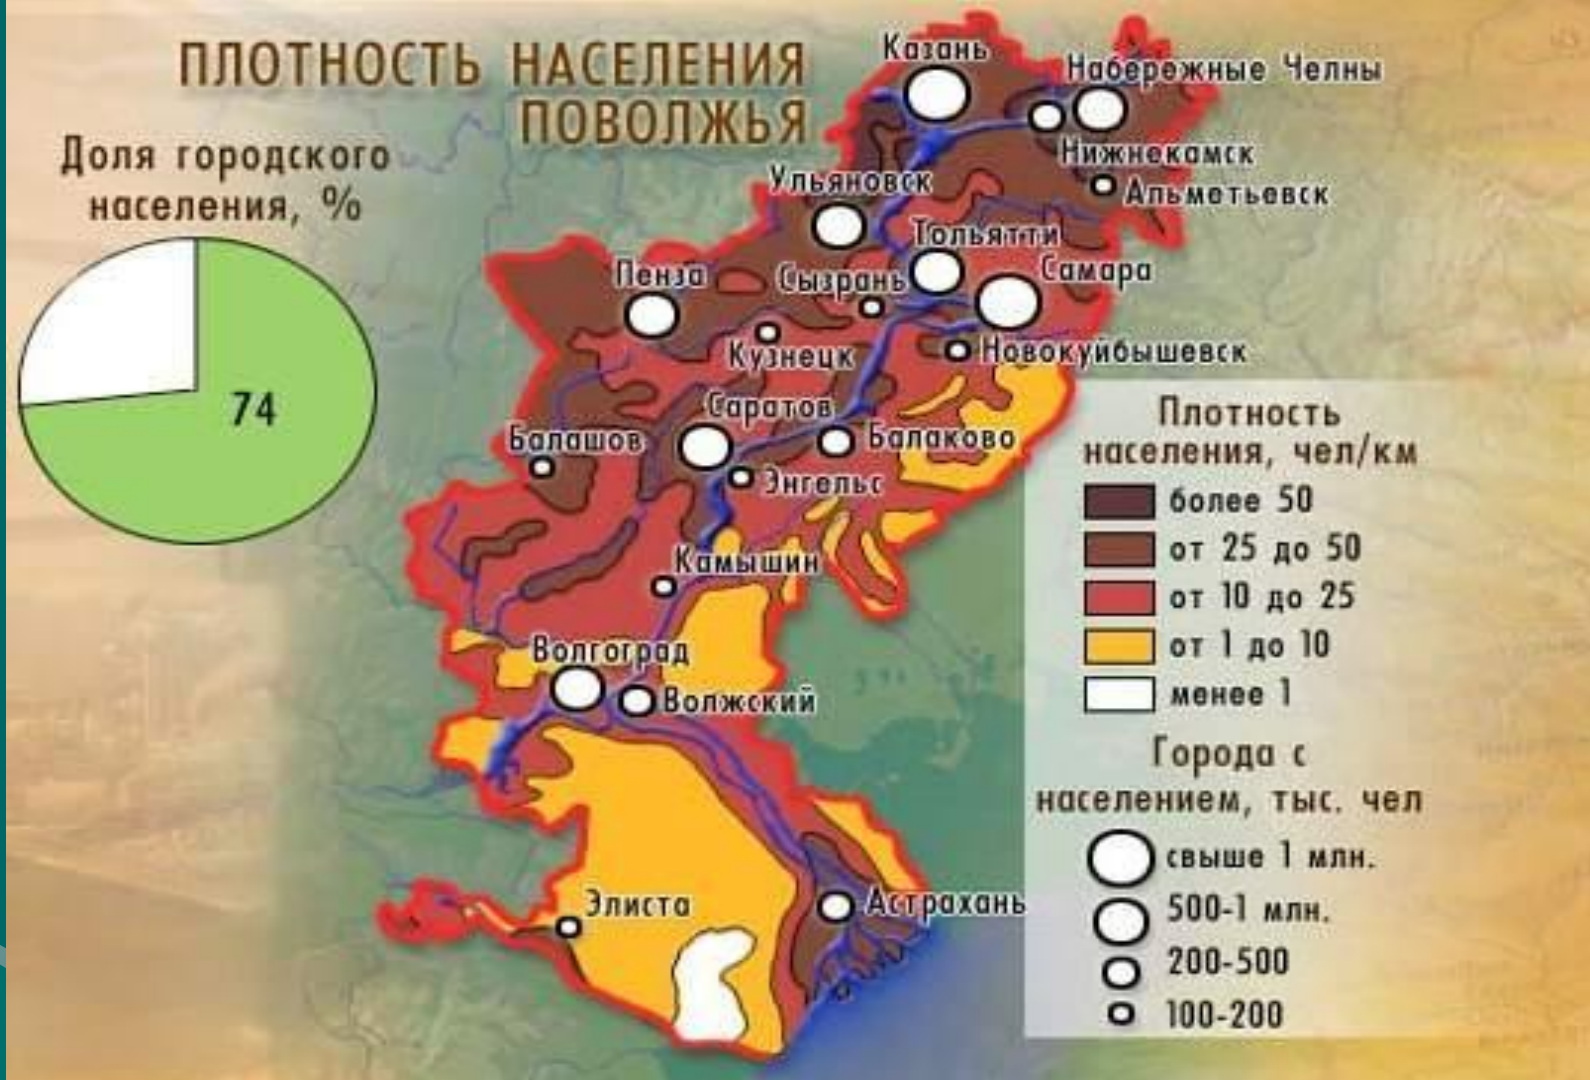 ПЛОТНОСТЬ НАСЕЛЕНИЯ
ПОВОЛЖЬЯ
Доля городского
населения, %
74
Казань
Набережные Челны
Нижнекамск
Альметьевск
Ульяновск
Тольятти
Самара
Сызрань
Пенза
Кузнецк
Новокуйбышевск
Саратов
Балашов
Балаково
Энгельс
Камышин
Волгоград
Волжский
Элиста
Астрахань
Плотность
населения, чел/км
более 50
от 25 до 50
от 10 до 25
от 1 до 10
менее 1
Города с
населением, тыс. чел
свыше 1 млн.
500-1 млн.
200-500
100-200